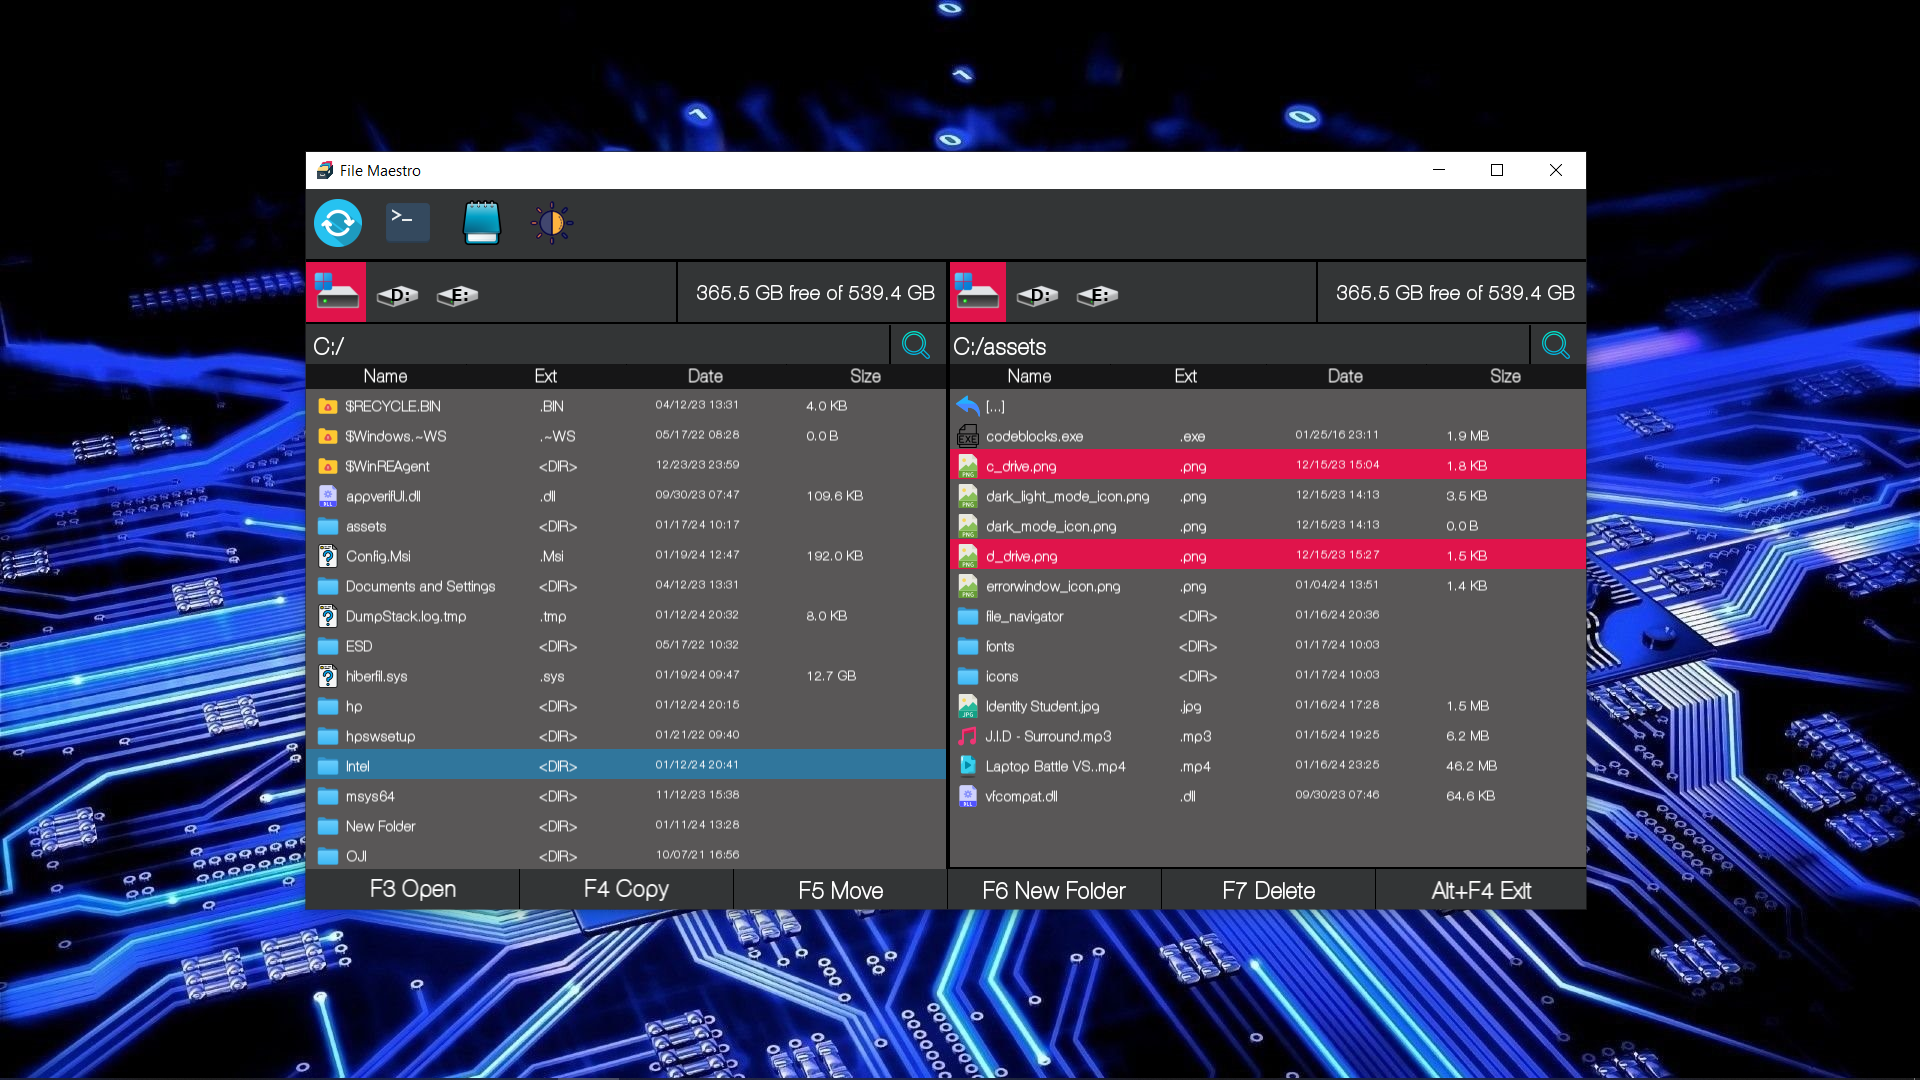 File Maestro
>_
D: E: 365.5 GB free of 539.4 GB
D: E: 365.5 GB free of 539.4 GB
C:/
Name Ext Date Size
$RECYCLE.BIN .BIN 04/12/23 13:31 4.0 KB
$Windows.~WS .~WS 05/17/22 08:28 0.0 B
$WinREAgent <DIR> 12/23/23 23:59
appverifUI.dll .dll 09/30/23 07:47 109.6 KB
assets <DIR> 01/17/24 10:17
Config.Msi .Msi 01/19/24 12:47 192.0 KB
Documents and Settings <DIR> 04/12/23 13:31
DumpStack.log.tmp .tmp 01/12/24 20:32 8.0 KB
ESD <DIR> 05/17/22 10:32
hiberfil.sys .sys 01/19/24 09:47 12.7 GB
hp <DIR> 01/12/24 20:15
hpswsetup <DIR> 01/21/22 09:40
Intel <DIR> 01/12/24 20:41
msys64 <DIR> 11/12/23 15:38
New Folder <DIR> 01/11/24 13:28
OJI <DIR> 10/07/21 16:56
C:/assets
Name Ext Date Size
[...]
codeblocks.exe .exe 01/25/16 23:11 1.9 MB
c_drive.png .png 12/15/23 15:04 1.8 KB
dark_light_mode_icon.png .png 12/15/23 14:13 3.5 KB
dark_mode_icon.png .png 12/15/23 14:13 0.0 B
d_drive.png .png 12/15/23 15:27 1.5 KB
errorwindow_icon.png .png 01/04/24 13:51 1.4 KB
file_navigator <DIR> 01/16/24 20:36
fonts <DIR> 01/17/24 10:03
icons <DIR> 01/17/24 10:03
Identity Student.jpg .jpg 01/16/24 17:28 1.5 MB
J.I.D - Surround.mp3 .mp3 01/15/24 19:25 6.2 MB
Laptop Battle VS..mp4 .mp4 01/16/24 23:25 46.2 MB
vfcompat.dll .dll 09/30/23 07:46 64.6 KB
F3 Open F4 Copy F5 Move F6 New Folder F7 Delete Alt+F4 Exit